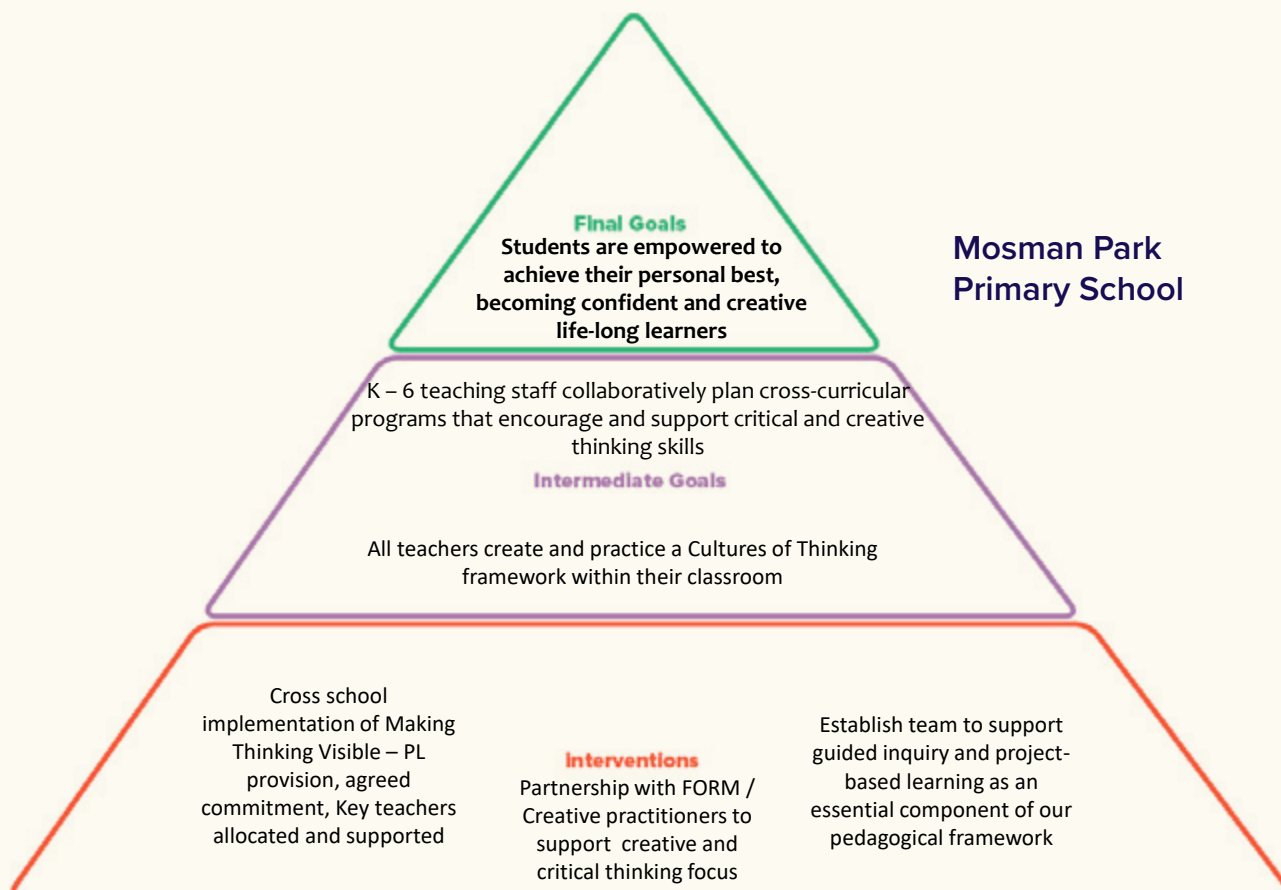 Final Goals
Students are empowered to
achieve their personal best,
becoming confident and creative
life-long learners
Mosman Park
Primary School
K – 6 teaching staff collaboratively plan cross-curricular
programs that encourage and support critical and creative
thinking skills
Intermediate Goals
All teachers create and practice a Cultures of Thinking
framework within their classroom
Cross school
implementation of Making
Thinking Visible – PL
provision, agreed
commitment, Key teachers
allocated and supported
Interventions
Partnership with FORM /
Creative practitioners to
support creative and
critical thinking focus
Establish team to support
guided inquiry and project-
based learning as an
essential component of our
pedagogical framework